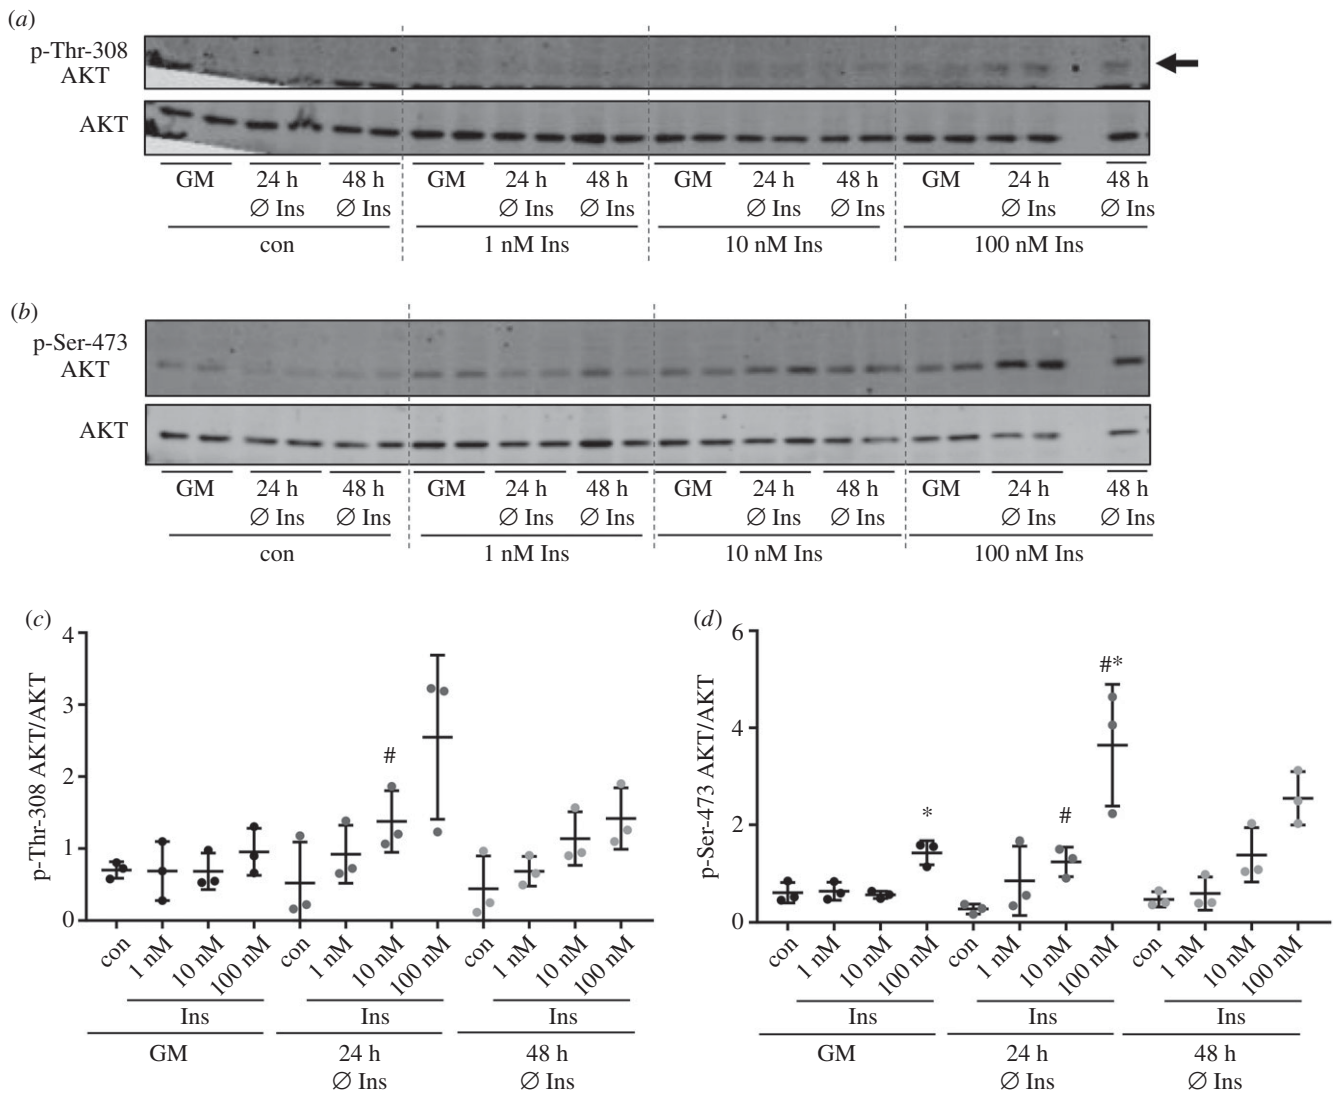 (a)
p-Thr-308
AKT
AKT
GM 24 h 48 h GM 24 h 48 h GM 24 h 48 h GM 24 h 48 h
∅ Ins ∅ Ins ∅ Ins ∅ Ins ∅ Ins ∅ Ins ∅ Ins ∅ Ins
con 1 nM Ins 10 nM Ins 100 nM Ins
(b)
p-Ser-473
AKT
AKT
GM 24 h 48 h GM 24 h 48 h GM 24 h 48 h GM 24 h 48 h
∅ Ins ∅ Ins ∅ Ins ∅ Ins ∅ Ins ∅ Ins ∅ Ins ∅ Ins
con 1 nM Ins 10 nM Ins 100 nM Ins
(c)
p-Thr-308 AKT/AKT
4
3
2
1
0
#
con 1 nM 10 nM 100 nM con 1 nM 10 nM 100 nM con 1 nM 10 nM 100 nM
Ins Ins Ins
GM 24 h 48 h
∅ Ins ∅ Ins
(d)
p-Ser-473 AKT/AKT
6
4
2
0
* # #*
con 1 nM 10 nM 100 nM con 1 nM 10 nM 100 nM con 1 nM 10 nM 100 nM
Ins Ins Ins
GM 24 h 48 h
∅ Ins ∅ Ins